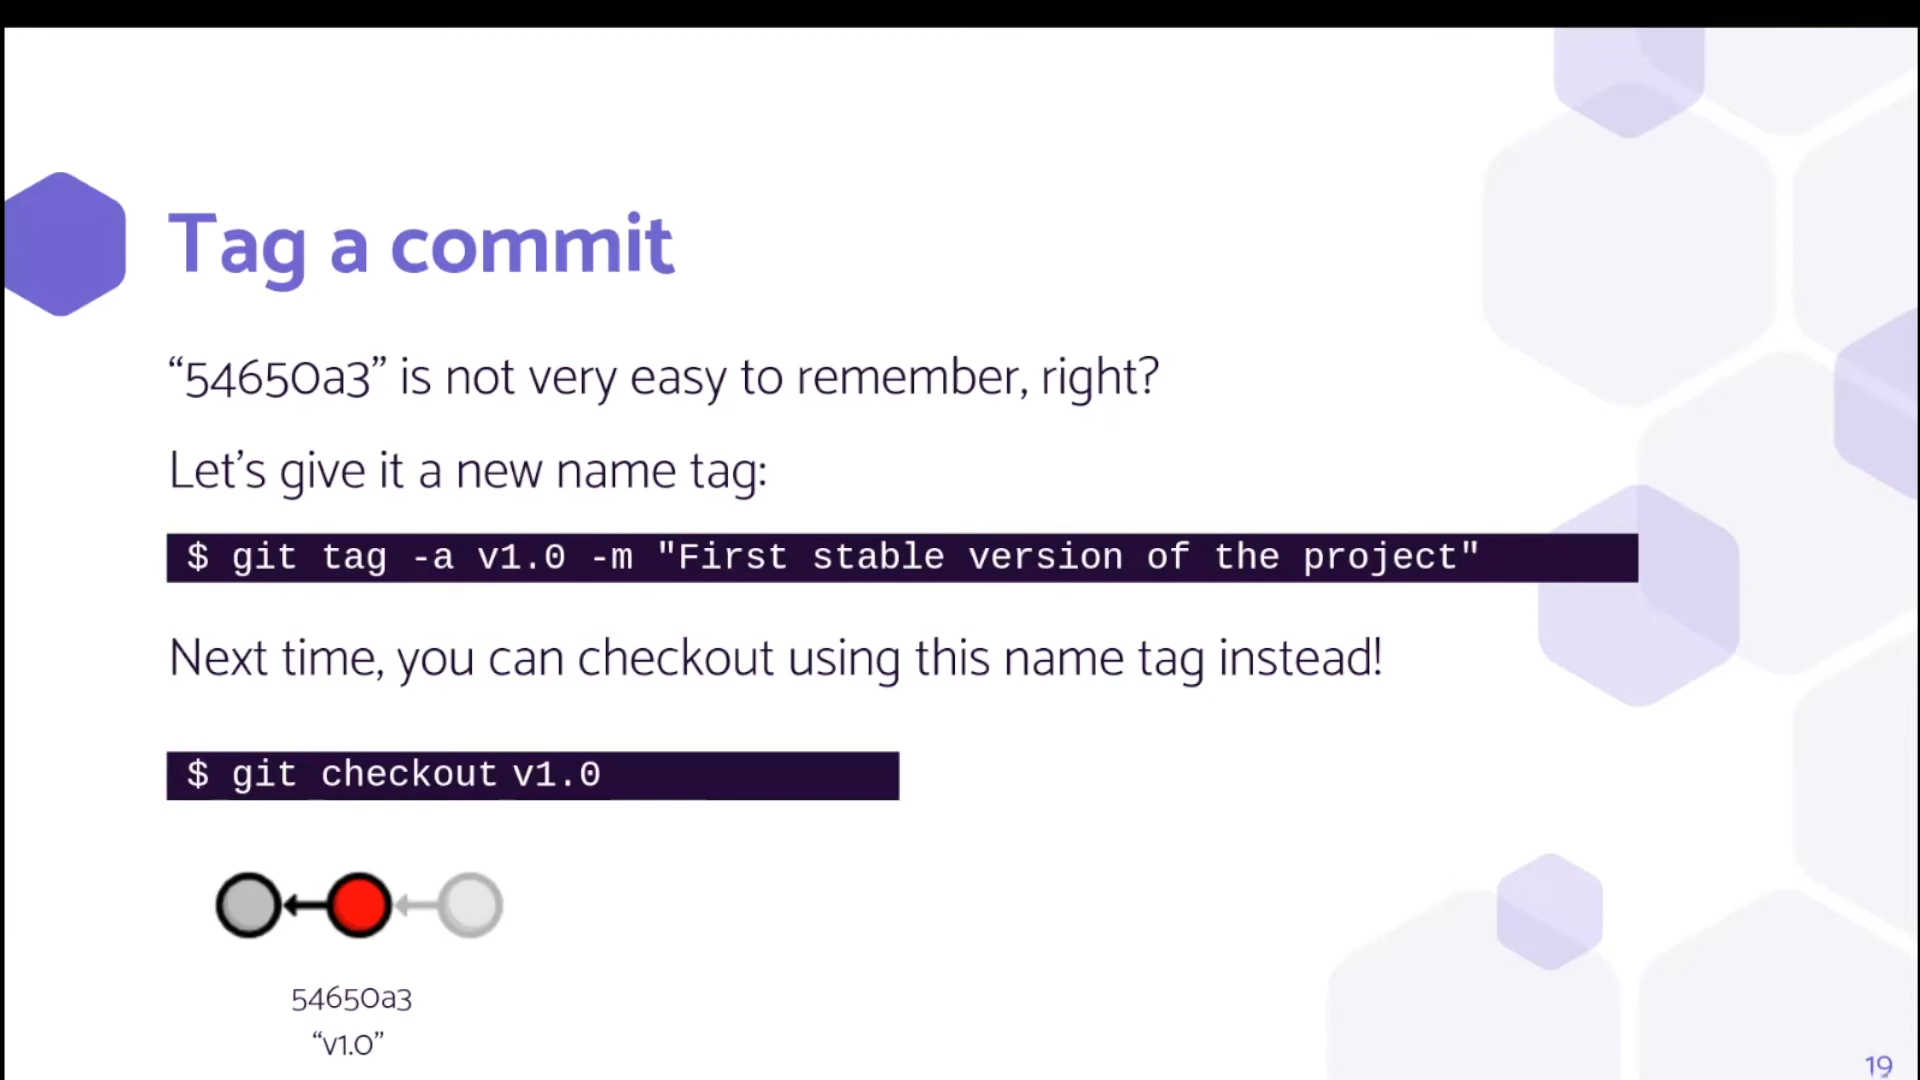 Tag a commit
“54650a3” is not very easy to remember, right?
Let’s give it a new name tag:
$ git tag -a v1.0 -m "First stable version of the project"
Next time, you can checkout using this name tag instead!
$ git checkout v1.0
54650a3
“v1.0”
19